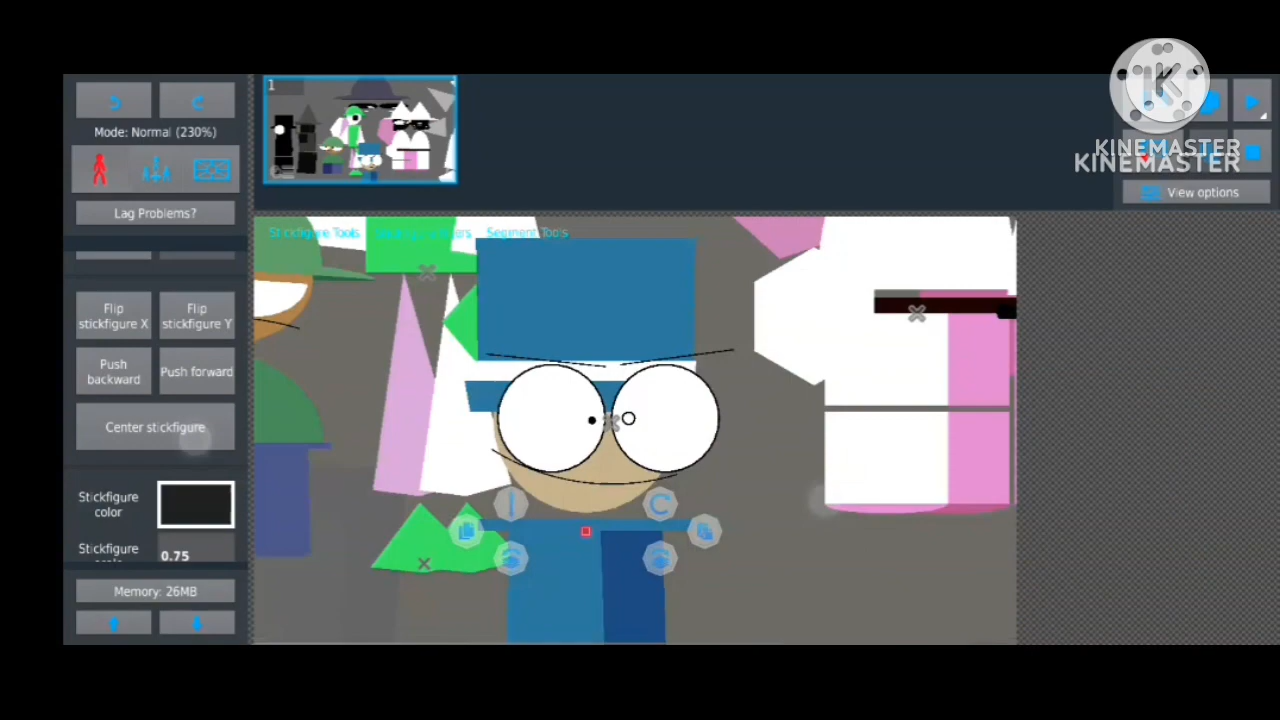 1
KINEMASTER
KINEMASTER
View options
Mode: Normal (230%)
Lag Problems?
Stickfigure Tools
Segment Tools
Flip stickfigure X
Flip stickfigure Y
Push backward
Push forward
Center stickfigure
Stickfigure color
Stickfigure
0.75
Memory: 26MB